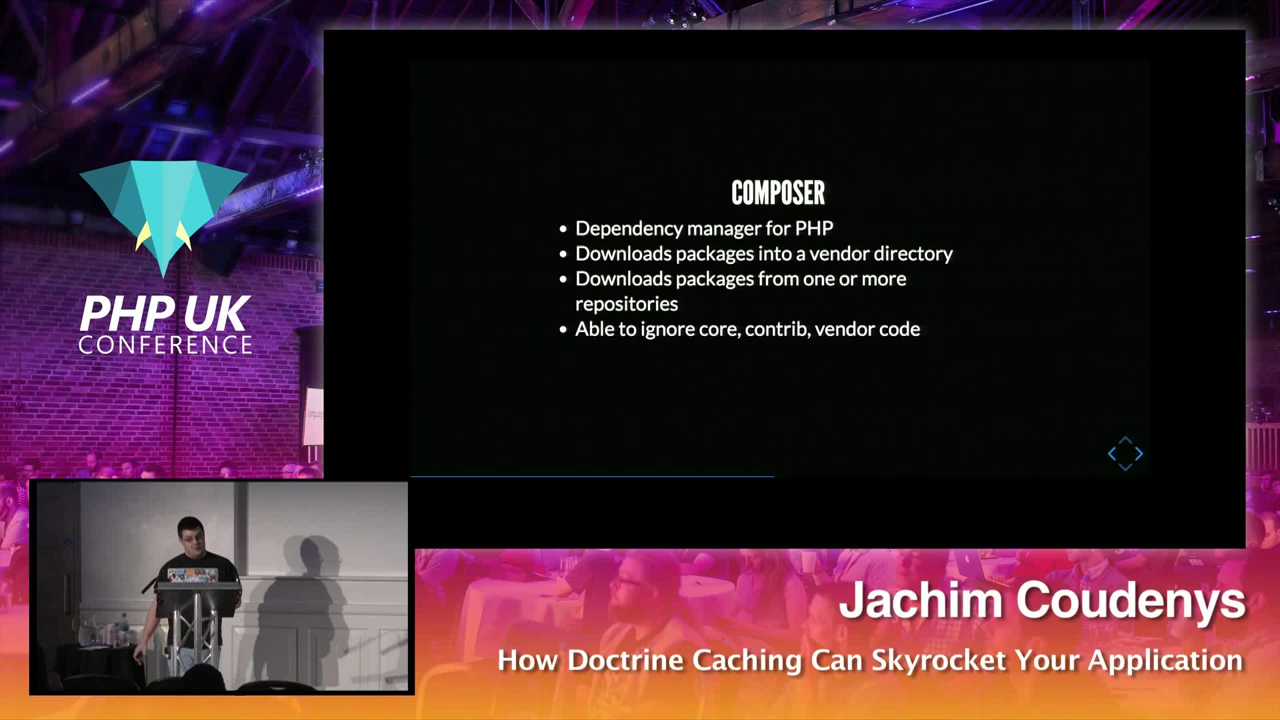 COMPOSER
• Dependency manager for PHP
• Downloads packages into a vendor directory
• Downloads packages from one or more
repositories
• Able to ignore core, contrib, vendor code
PHP UK
CONFERENCE
Jachim Coudenys
How Doctrine Caching Can Skyrocket Your Application